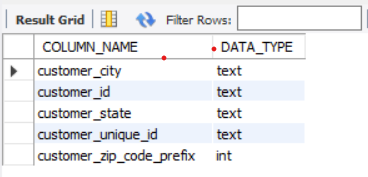 Result Grid Filter Rows:
COLUMN_NAME DATA_TYPE
customer_city text
customer_id text
customer_state text
customer_unique_id text
customer_zip_code_prefix int